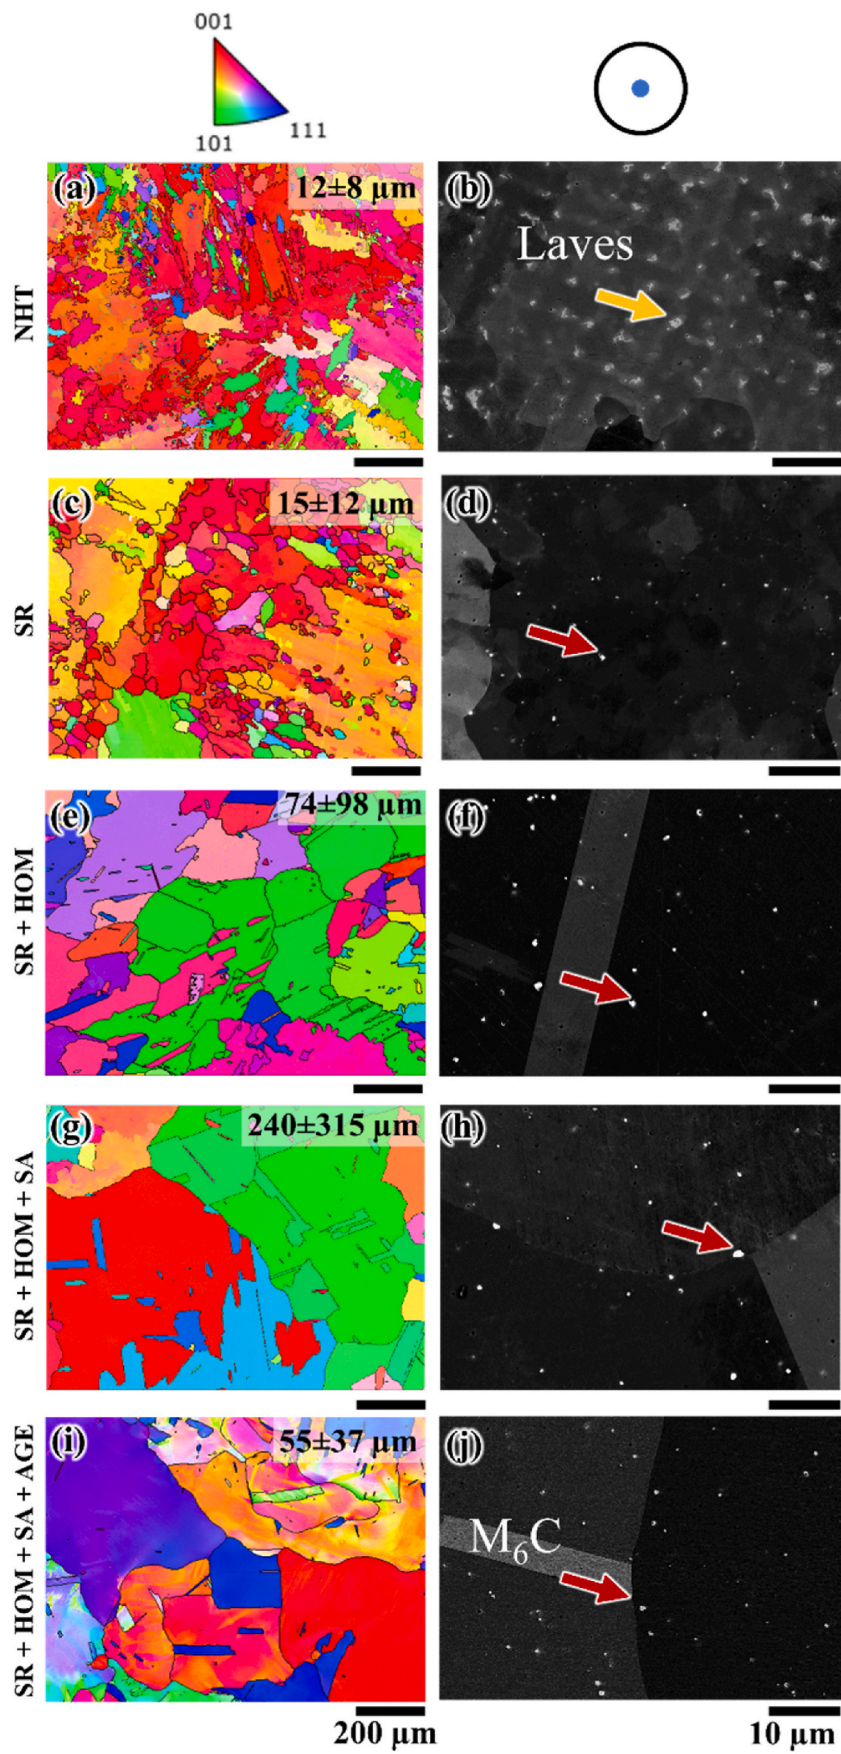 001
101
111
NHT
(a)
12±8 μm
(b)
Laves
SR
(c)
15±12 μm
(d)
SR + HOM
(e)
74±98 μm
(f)
SR + HOM + SA
(g)
240±315 μm
(h)
SR + HOM + SA + AGE
(i)
55±37 μm
(j)
M₆C
200 μm
10 μm